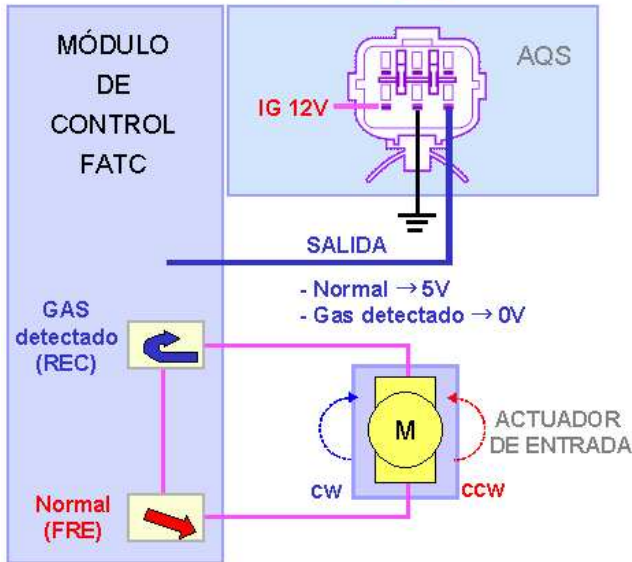 MÓDULO
DE
CONTROL
FATC
AQS
IG 12V
SALIDA
- Normal → 5V
- Gas detectado → 0V
GAS
detectado
(REC)
M
ACTUADOR
DE ENTRADA
CW
CCW
Normal
(FRE)